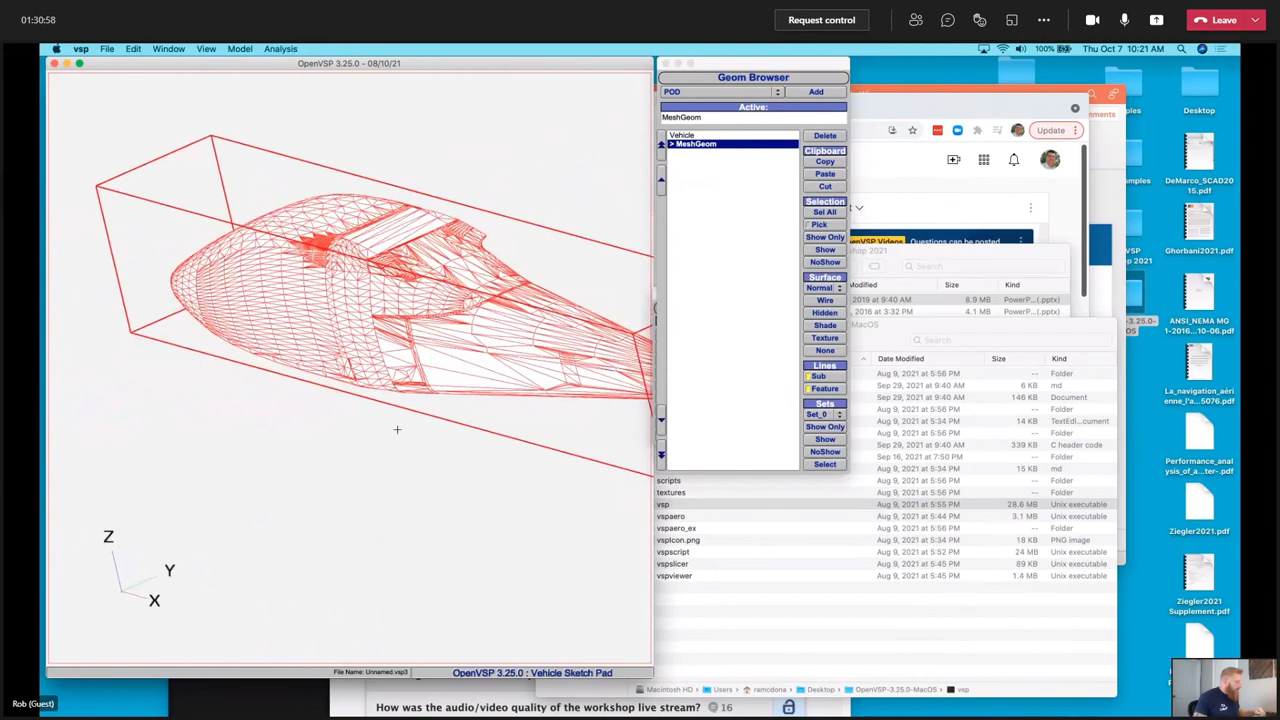 01:30:58
Request control
Leave
vsp File Edit Window View Model Analysis
100% Thu Oct 7 10:21 AM
OpenVSP 3.25.0 - 08/10/21
Z
Y
X
File Name: Unnamed.vsp3
OpenVSP 3.25.0 : Vehicle Sketch Pad
Geom Browser
POD Add
Active:
MeshGeom
Vehicle
> MeshGeom
Delete
Clipboard
Copy
Paste
Cut
Selection
Sel All
Pick
Show Only
Show
NoShow
Surface
Normal
Wire
Hidden
Shade
Texture
None
Lines
Sub
Feature
Sets
Set_0
Show Only
Show
NoShow
Select
Update
Questions can be posted
hop 2021
Search
Modified Size Kind
2019 at 9:40 AM 8.9 MB PowerP...(.pptx)
2016 at 3:32 PM 4.1 MB PowerP...(.pptx)
MacOS
Search
Date Modified Size Kind
Aug 9, 2021 at 5:56 PM -- Folder
Sep 29, 2021 at 9:40 AM 6 KB md
Sep 29, 2021 at 9:40 AM 398 KB Document
Aug 9, 2021 at 5:56 PM -- Folder
Aug 9, 2021 at 5:34 PM 14 KB TextEdi...cument
Aug 9, 2021 at 5:56 PM -- Folder
Sep 29, 2021 at 9:40 AM 339 KB C header code
Sep 16, 2021 at 7:50 PM -- Folder
Aug 9, 2021 at 5:34 PM 15 KB md
scripts Aug 9, 2021 at 5:56 PM -- Folder
textures Aug 9, 2021 at 5:56 PM -- Folder
vsp Aug 9, 2021 at 5:55 PM 28.6 MB Unix executable
vspaero Aug 9, 2021 at 5:44 PM 3.1 MB Unix executable
vspaero_ex Aug 9, 2021 at 5:56 PM -- Folder
vspIcon.png Aug 9, 2021 at 5:34 PM 18 KB PNG image
vspscript Aug 9, 2021 at 5:52 PM 24 MB Unix executable
vspslicer Aug 9, 2021 at 5:45 PM 89 KB Unix executable
vspviewer Aug 9, 2021 at 5:45 PM 1.4 MB Unix executable
Macintosh HD › Users › ramcdona › Desktop › OpenVSP-3.25.0-MacOS › vsp
Desktop
DeMarco_SCAD20
15.pdf
Ghorbani2021.pdf
ANSI_NEMA MG
1-2016...10-06.pdf
La_navigation_aéri
enne_l'a...5076.pdf
Performance_analy
sis_of_a...ter-.pdf
Ziegler2021.pdf
Ziegler2021
Supplement.pdf
How was the audio/video quality of the workshop live stream? 16
Rob (Guest)